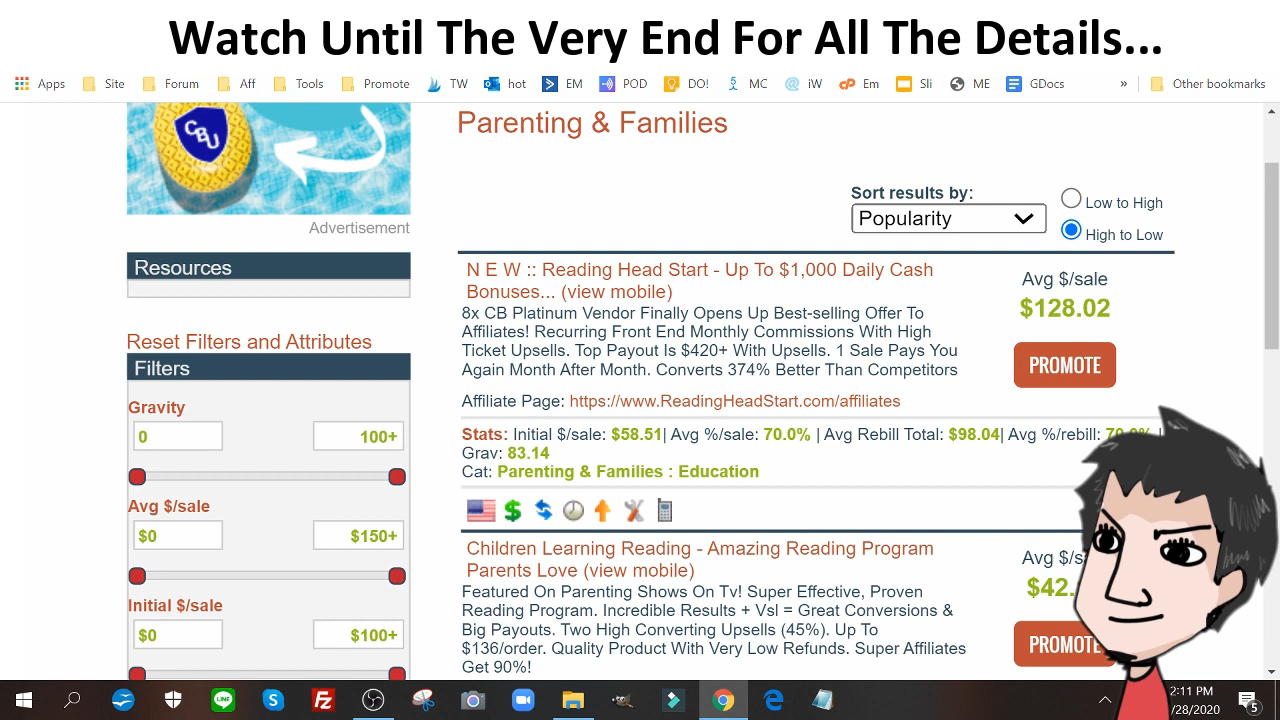 Watch Until The Very End For All The Details...
Apps Site Forum Aff Tools Promote TW hot EM POD DO! MC iW Em Sli ME GDocs » Other bookmarks
CBU
Advertisement
Resources
Reset Filters and Attributes
Filters
Gravity
0 100+
Avg $/sale
$0 $150+
Initial $/sale
$0 $100+
Parenting & Families
Sort results by:
Popularity
Low to High
High to Low
N E W :: Reading Head Start - Up To $1,000 Daily Cash
Bonuses... (view mobile)
8x CB Platinum Vendor Finally Opens Up Best-selling Offer To
Affiliates! Recurring Front End Monthly Commissions With High
Ticket Upsells. Top Payout Is $420+ With Upsells. 1 Sale Pays You
Again Month After Month. Converts 374% Better Than Competitors
Affiliate Page: https://www.ReadingHeadStart.com/affiliates
Avg $/sale
$128.02
PROMOTE
Stats: Initial $/sale: $58.51| Avg %/sale: 70.0% | Avg Rebill Total: $98.04| Avg %/rebill: 70.0% |
Grav: 83.14
Cat: Parenting & Families : Education
Children Learning Reading - Amazing Reading Program
Parents Love (view mobile)
Featured On Parenting Shows On Tv! Super Effective, Proven
Reading Program. Incredible Results + Vsl = Great Conversions &
Big Payouts. Two High Converting Upsells (45%). Up To
$136/order. Quality Product With Very Low Refunds. Super Affiliates
Get 90%!
Avg $/s
$42.
PROMOTE
LINE
2:11 PM
/28/2020
5